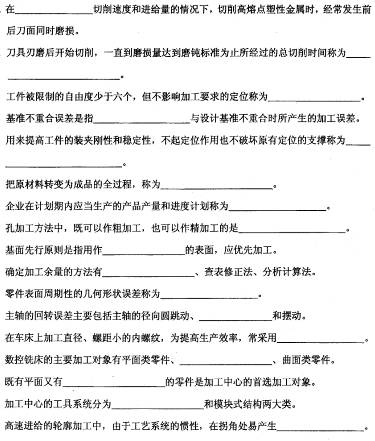 在________________切削速度和进给量的情况下，切削高熔点塑性金属时，经常发生前
后刀面同时磨损。
刀具刃磨后开始切削，一直到磨损量达到磨钝标准为止所经过的总切削时间称为____
____________________。
工件被限制的自由度少于六个，但不影响加工要求的定位称为____________________。
基准不重合误差是指____________________与设计基准不重合时所产生的加工误差。
用来提高工件的装夹刚性和稳定性，不起定位作用也不破坏原有定位的支撑称为____
____________________。
把原材料转变为成品的全过程，称为____________________。
企业在计划期内应当生产的产品产量和进度计划称为________________。
孔加工方法中，既可以作粗加工，也可以作精加工的是____________________。
基面先行原则是指用作________________的表面，应优先加工。
确定加工余量的方法有________________、查表修正法、分析计算法。
零件表面周期性的几何形状误差称为________________。
主轴的回转误差主要包括主轴的径向圆跳动、____________和摆动。
在车床上加工直径、螺距小的内螺纹，为提高生产效率，常采用________________。
数控铣床的主要加工对象有平面类零件、________________、曲面类零件。
既有平面又有________________的零件是加工中心的首选加工对象。
加工中心的工具系统分为________________和模块式结构两大类。
高速进给的轮廓加工中，由于工艺系统的惯性，在拐角处易产生________________。